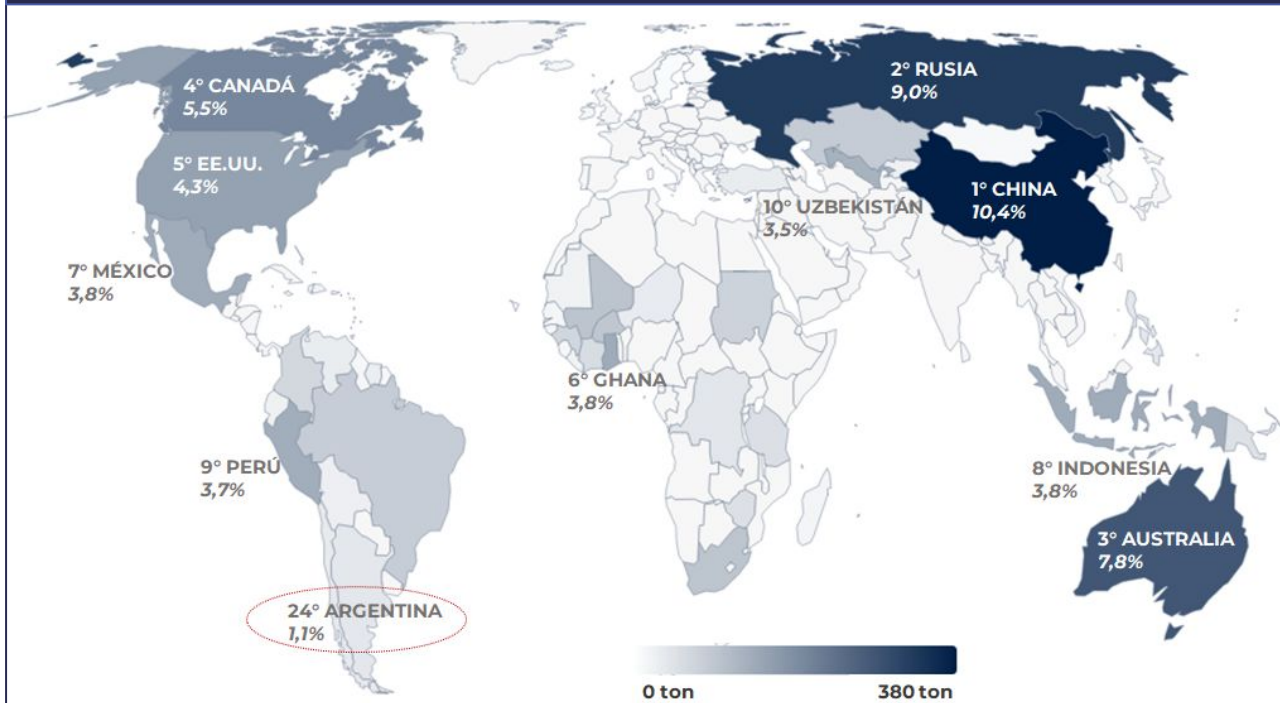 4° CANADÁ
5,5%
5° EE.UU.
4,3%
7° MÉXICO
3,8%
9° PERÚ
3,7%
24° ARGENTINA
1,1%
6° GHANA
3,8%
2° RUSIA
9,0%
10° UZBEKISTÁN
3,5%
1° CHINA
10,4%
8° INDONESIA
3,8%
3° AUSTRALIA
7,8%
0 ton 380 ton